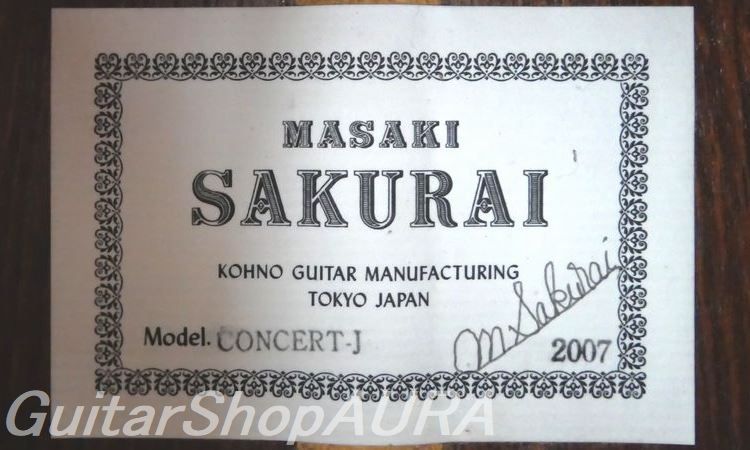 MASAKI
SAKURAI
KOHNO GUITAR MANUFACTURING
TOKYO JAPAN
Model. CONCERT-J
M. Sakurai
2007
GuitarShopAURA